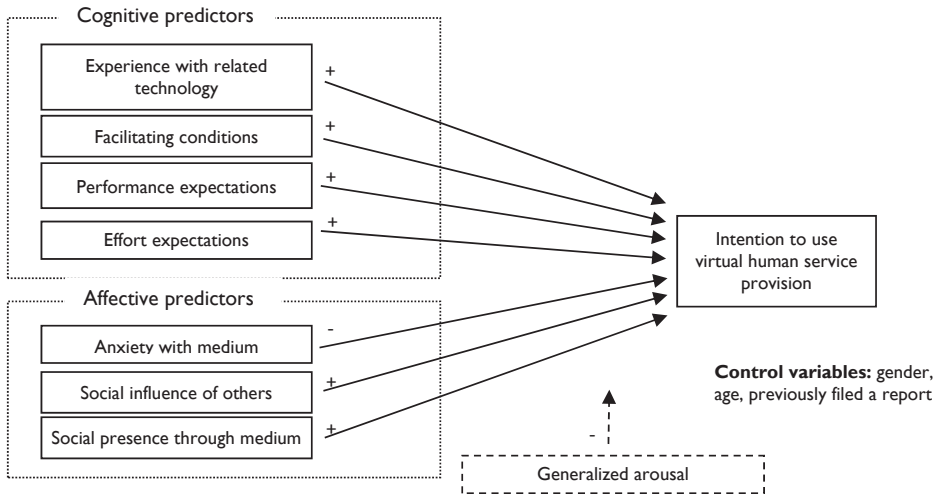 Cognitive predictors
Experience with related
technology
+
Facilitating conditions
+
Performance expectations
+
Effort expectations
+
Affective predictors
Anxiety with medium
-
Social influence of others
+
Social presence through medium
+
Intention to use
virtual human service
provision
Control variables: gender,
age, previously filed a report
-
Generalized arousal